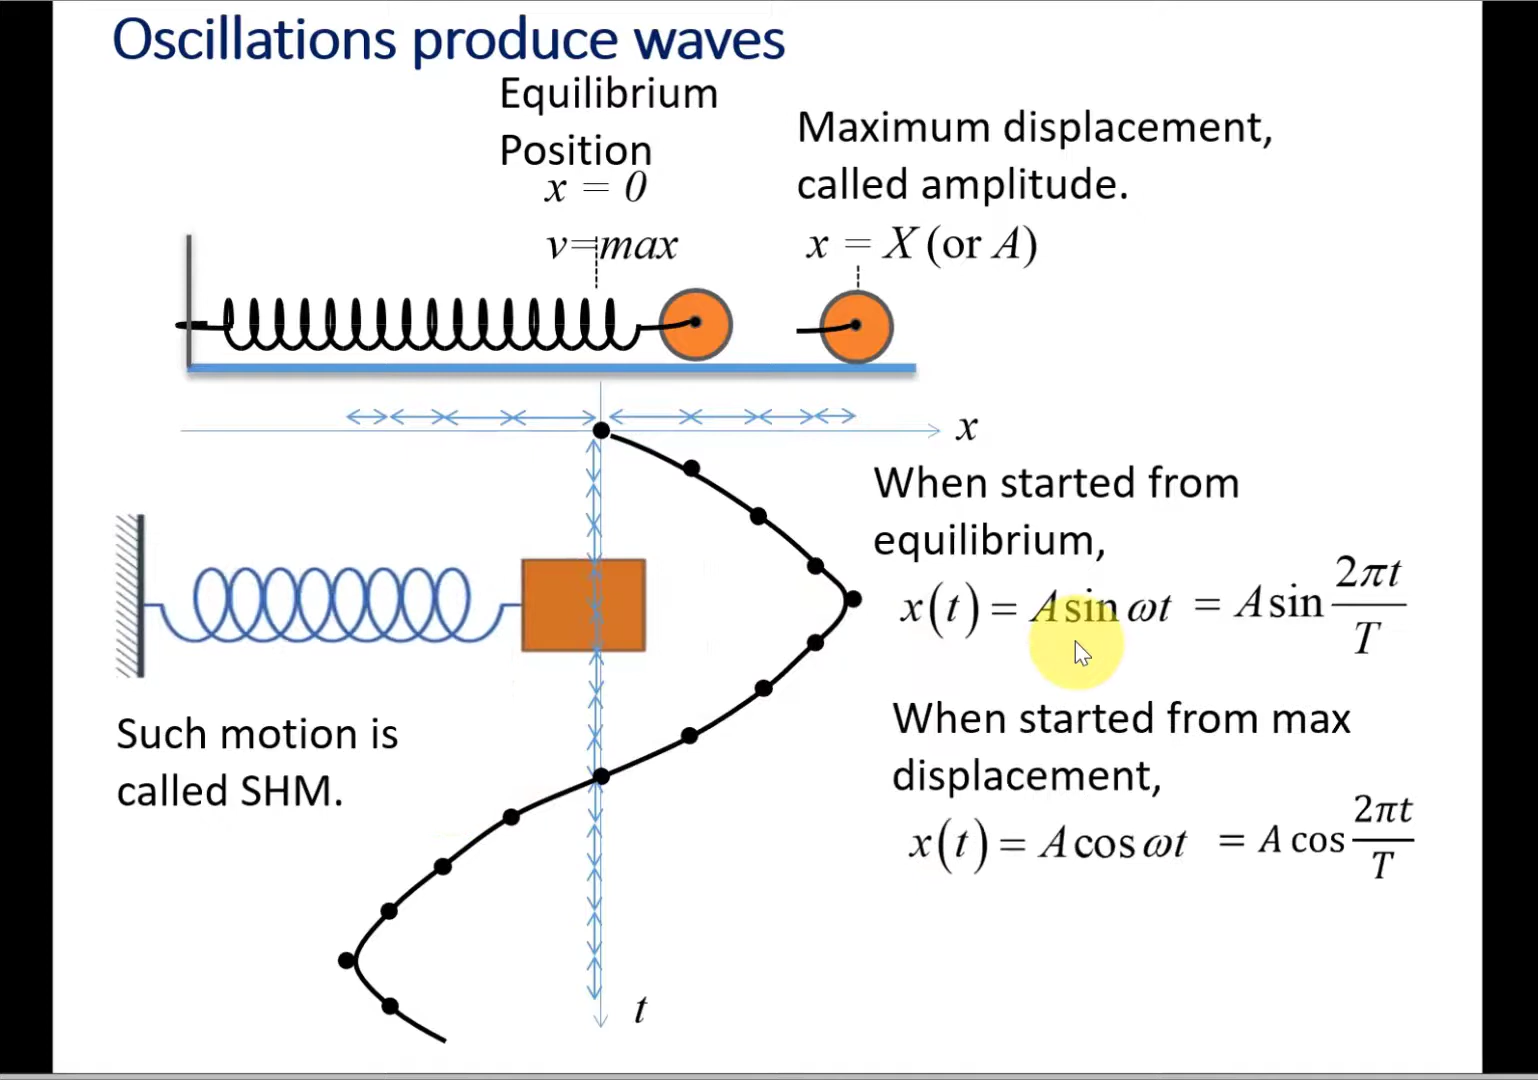 Oscillations produce waves
Equilibrium
Position
x = 0
v=max
Maximum displacement,
called amplitude.
x = X (or A)
x
When started from
equilibrium,
x(t) = A sin ωt = A sin 2πt/T
Such motion is
called SHM.
When started from max
displacement,
x(t) = A cos ωt = A cos 2πt/T
t